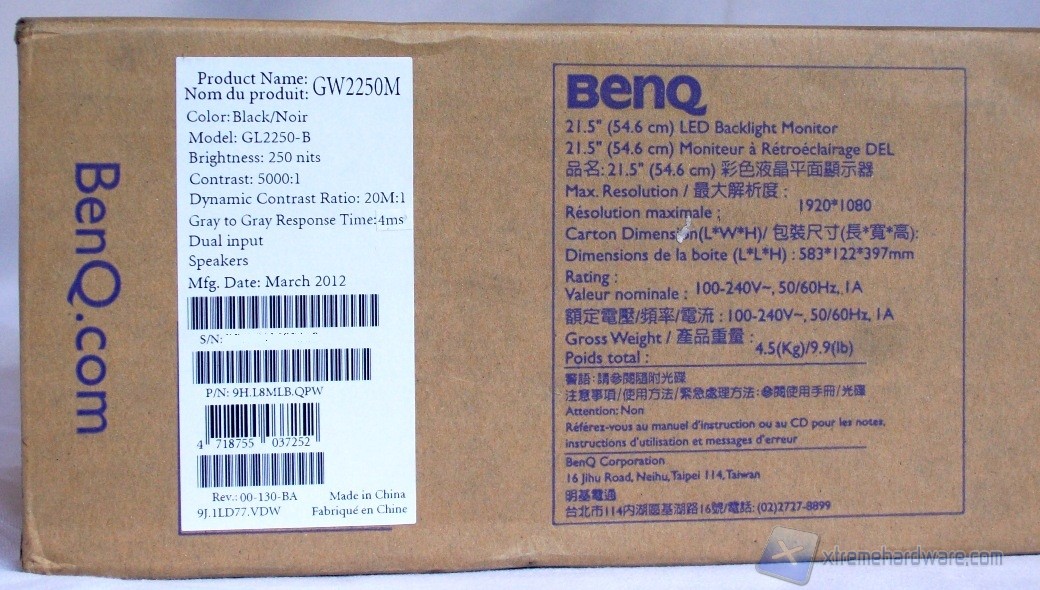 BenQ.com
Product Name:
Nom du produit: GW2250M
Color: Black/Noir
Model: GL2250-B
Brightness: 250 nits
Contrast: 5000:1
Dynamic Contrast Ratio: 20M:1
Gray to Gray Response Time:4ms
Dual input
Speakers
Mfg. Date: March 2012
S/N:
P/N: 9H.L8MLB.QPW
4 718755 037252
Rev.: 00-130-BA Made in China
9J.1LD77.VDW Fabriqué en Chine
BenQ
21.5" (54.6 cm) LED Backlight Monitor
21.5" (54.6 cm) Moniteur à Rétroéclairage DEL
品名: 21.5" (54.6 cm) 彩色液晶平面顯示器
Max. Resolution / 最大解析度 :
Résolution maximale : 1920*1080
Carton Dimension(L*W*H)/ 包裝尺寸(長*寬*高):
Dimensions de la boite (L*L*H) : 583*122*397mm
Rating :
Valeur nominale : 100-240V~, 50/60Hz, 1A
額定電壓/頻率/電流 : 100-240V~, 50/60Hz, 1A
Gross Weight / 產品重量 :
Poids total : 4.5(Kg)/9.9(lb)
警語: 請參閱隨附光碟
注意事項/使用方法/緊急處理方法: 參閱使用手冊/光碟
Attention: Non
Référez-vous au manuel d'instruction ou au CD pour les notes,
instructions d'utilisation et messages d'erreur
BenQ Corporation
16 Jihu Road, Neihu, Taipei 114, Taiwan
明基電通
台北市114內湖區基湖路16號/電話: (02)2727-8899
xtremehardware.com